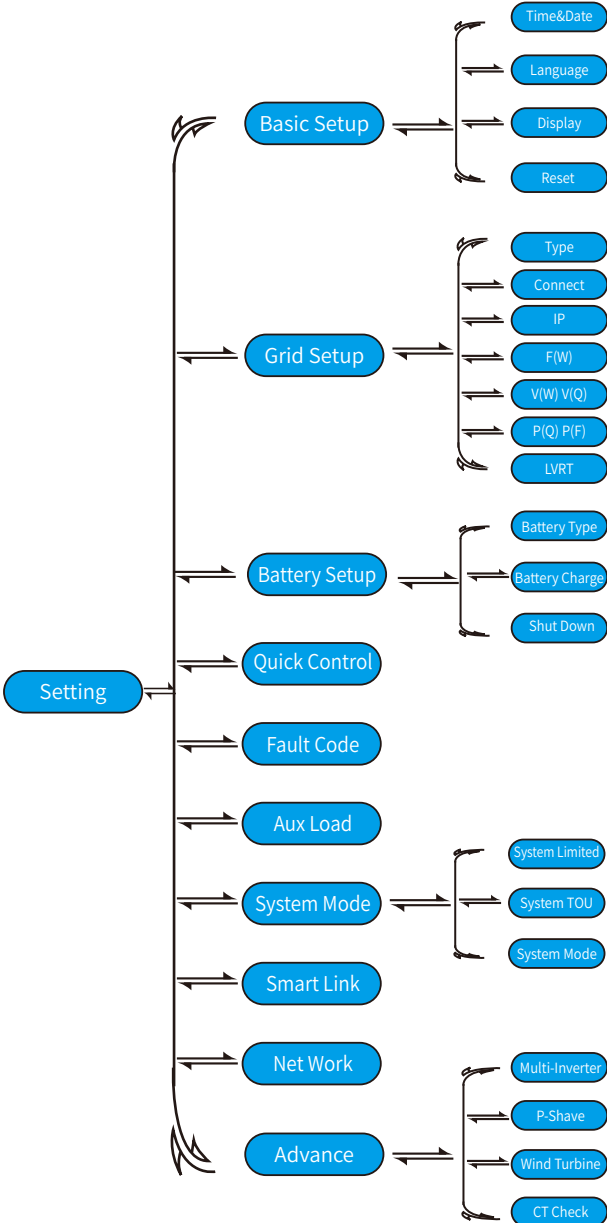 Time&Date
Language
Basic Setup
Display
Reset
Type
Connect
IP
Grid Setup
F(W)
V(W) V(Q)
P(Q) P(F)
LVRT
Battery Type
Battery Setup
Battery Charge
Shut Down
Quick Control
Setting
Fault Code
Aux Load
System Limited
System Mode
System TOU
System Mode
Smart Link
Net Work
Multi-Inverter
P-Shave
Advance
Wind Turbine
CT Check